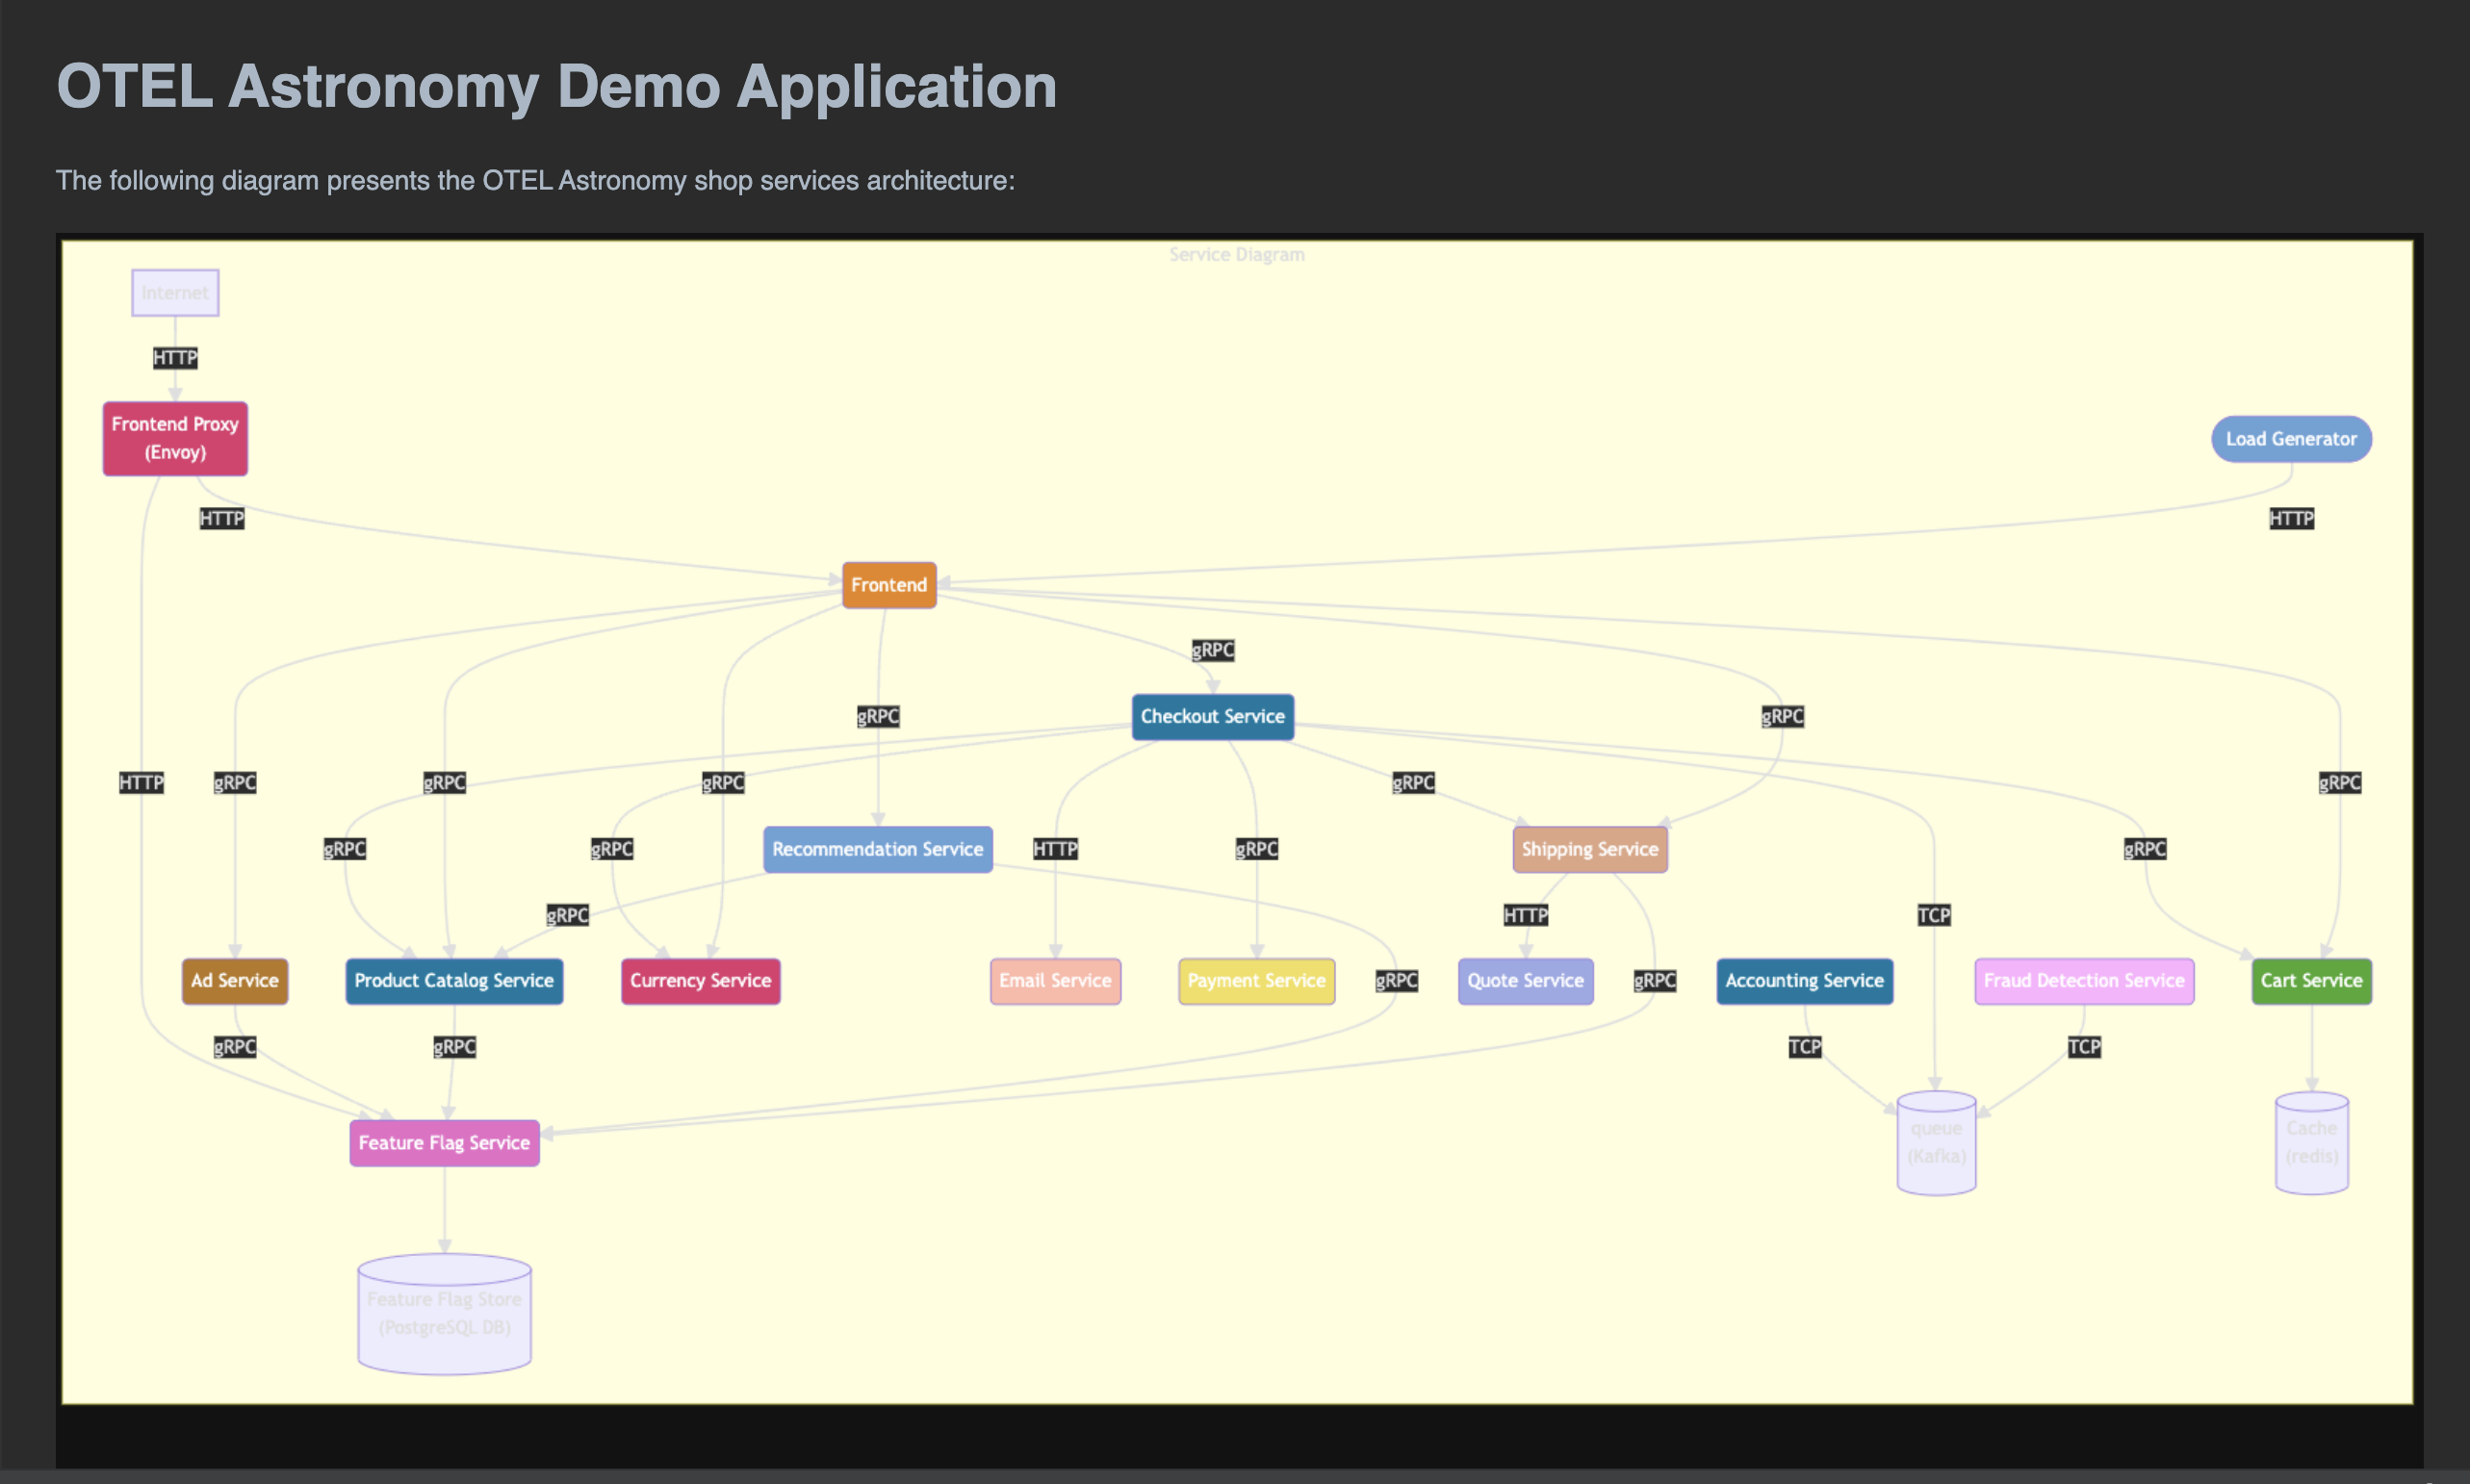 OTEL Astronomy Demo Application
The following diagram presents the OTEL Astronomy shop services architecture:
Service Diagram
Internet
HTTP
Frontend Proxy
(Envoy)
Load Generator
HTTP
HTTP
Frontend
gRPC
gRPC
Checkout Service
gRPC
HTTP
gRPC
gRPC
gRPC
gRPC
gRPC
gRPC
gRPC
Recommendation Service
HTTP
gRPC
Shipping Service
gRPC
gRPC
HTTP
TCP
Ad Service
Product Catalog Service
Currency Service
Email Service
Payment Service
gRPC
Quote Service
gRPC
Accounting Service
Fraud Detection Service
Cart Service
gRPC
gRPC
TCP
TCP
Feature Flag Service
queue
(Kafka)
Cache
(redis)
Feature Flag Store
(PostgreSQL DB)